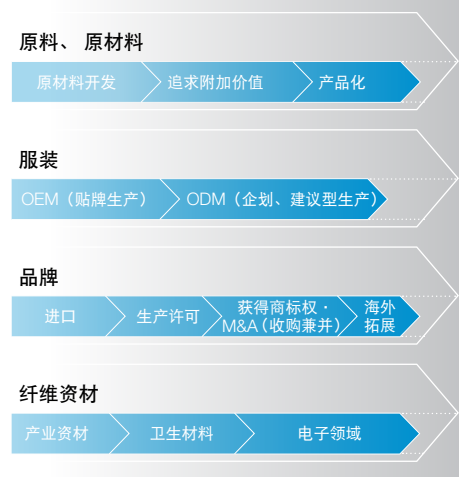 原料、原材料
原材料开发 追求附加价值 产品化
服装
OEM（贴牌生产） ODM（企划、建议型生产）
品牌
进口 生产许可 获得商标权・ 海外
M&A（收购兼并） 拓展
纤维资材
产业资材 卫生材料 电子领域